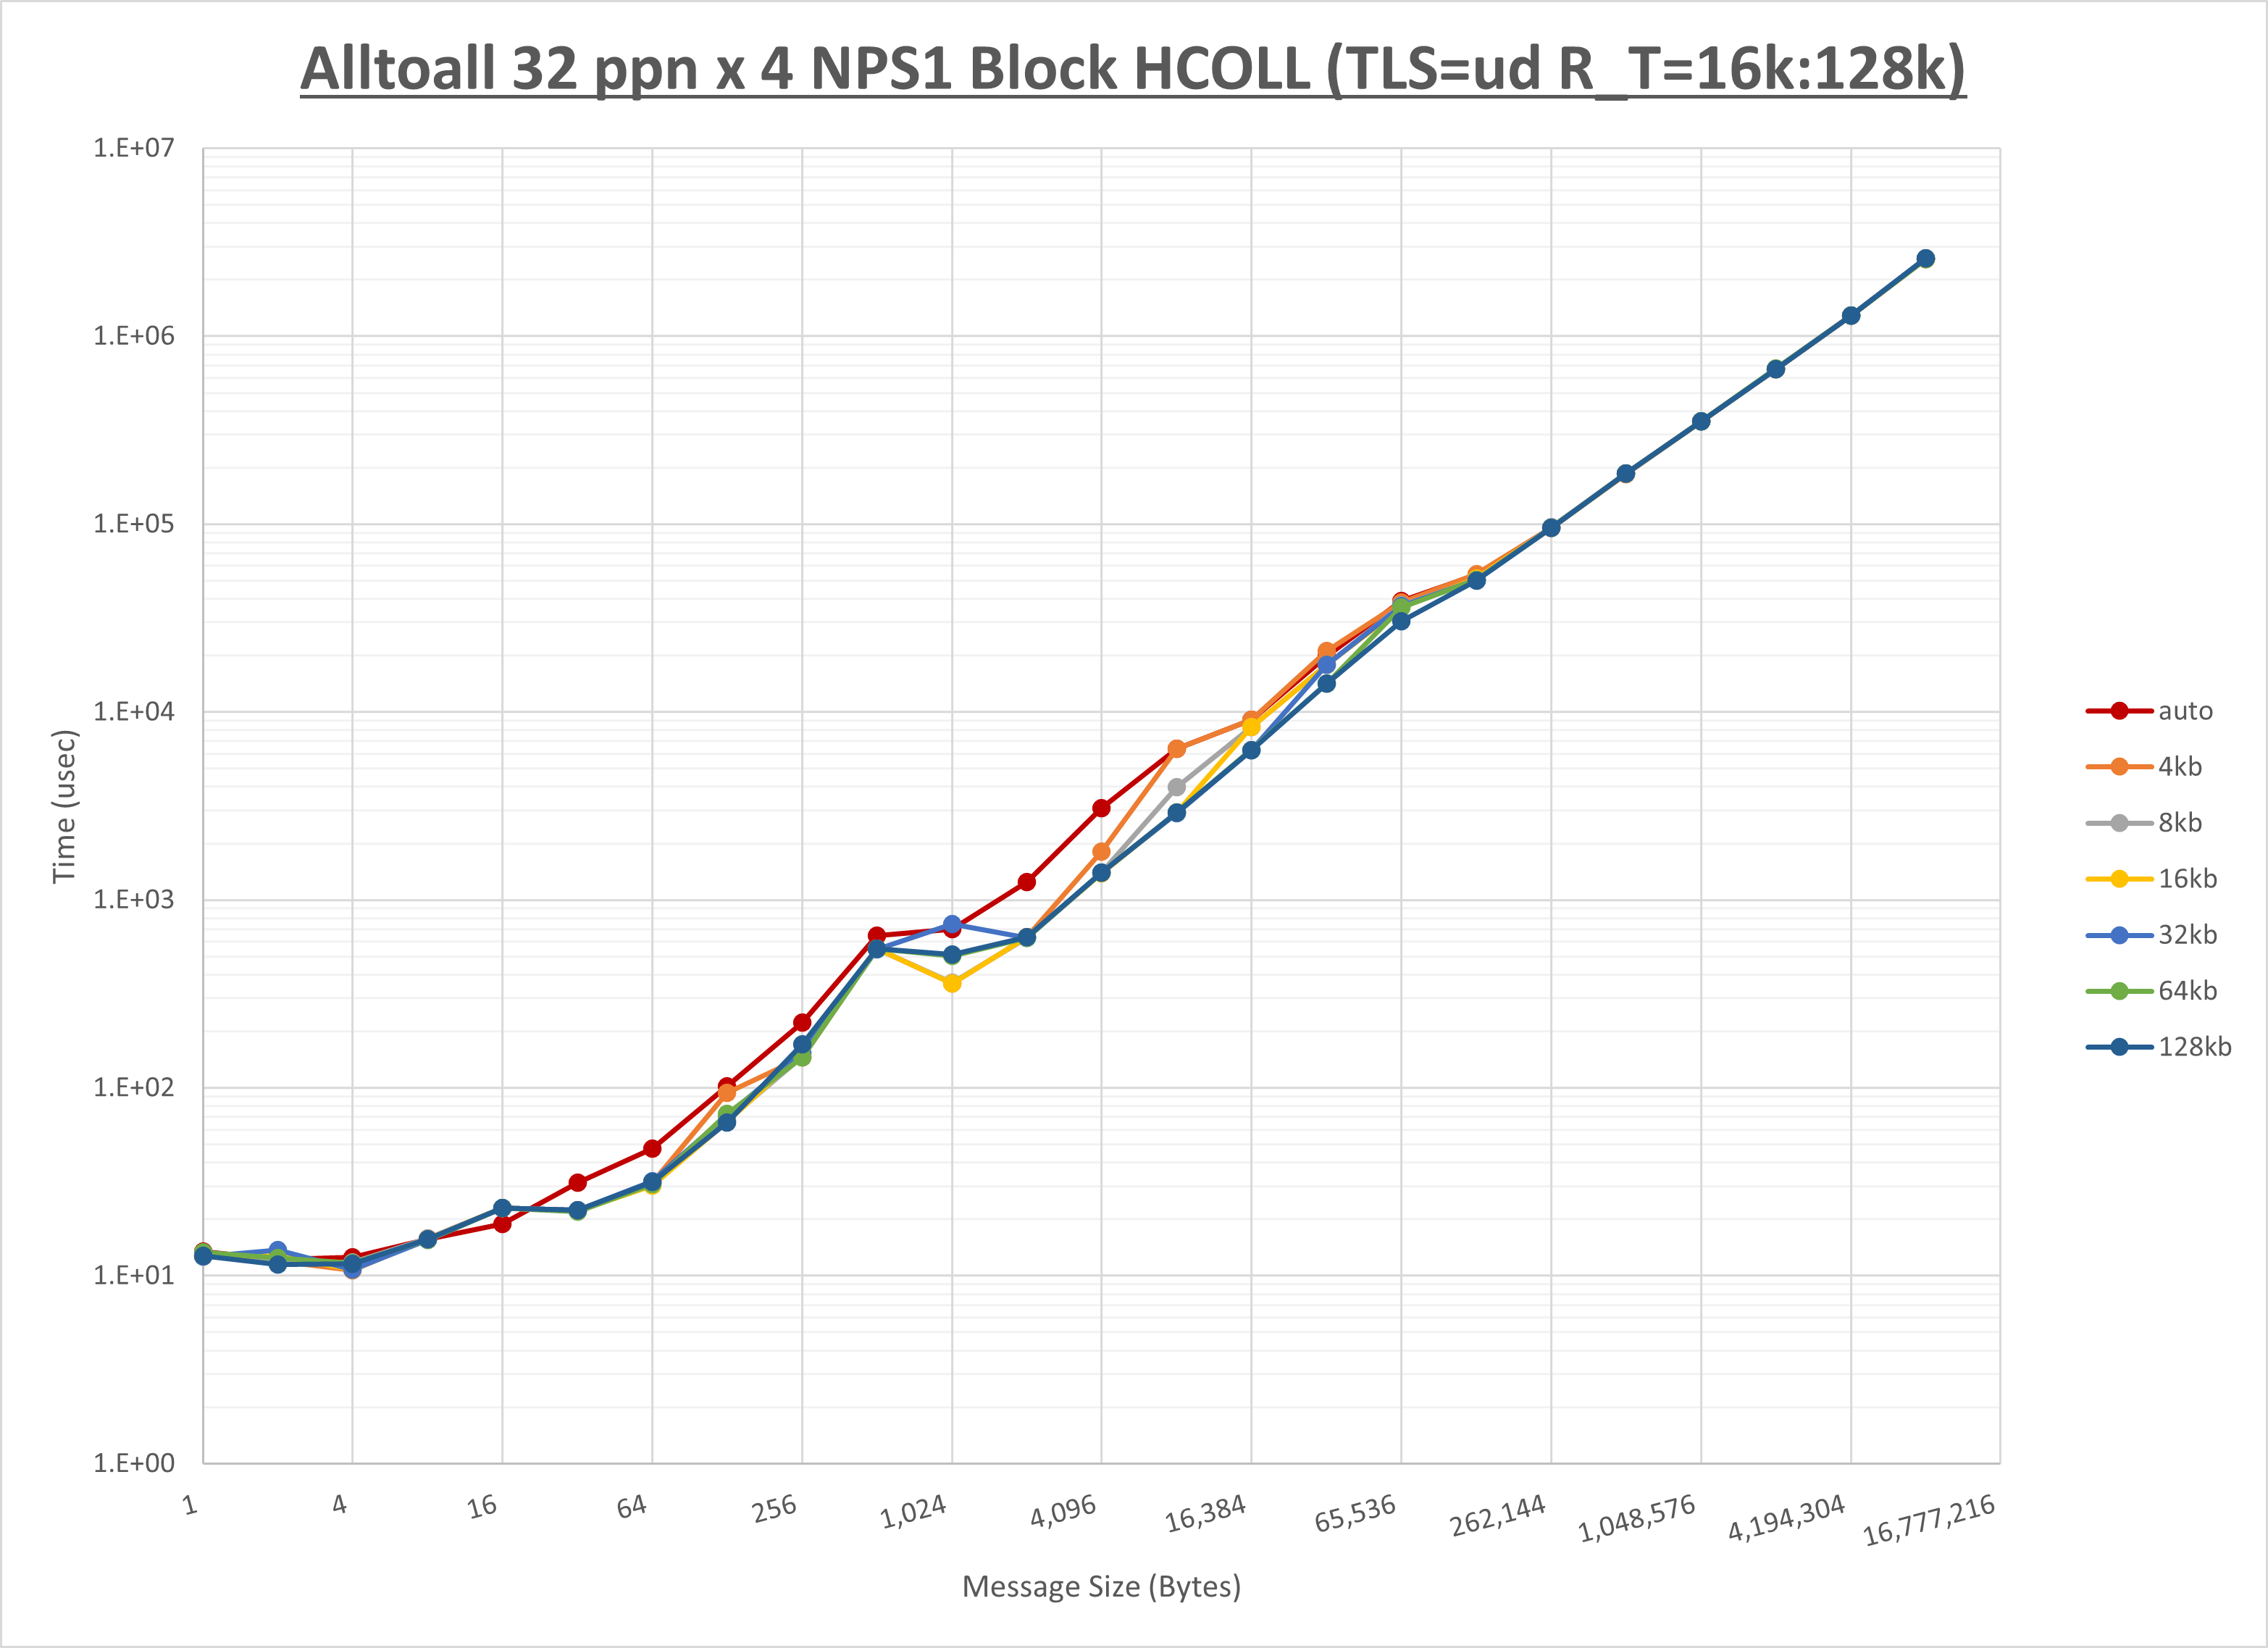 Alltoall 32 ppn x 4 NPS1 Block HCOLL (TLS=ud R_T=16k:128k)
1.E+07
1.E+06
1.E+05
1.E+04
1.E+03
1.E+02
1.E+01
1.E+00
Time (usec)
1 4 16 64 256 1,024 4,096 16,384 65,536 262,144 1,048,576 4,194,304 16,777,216
Message Size (Bytes)
auto
4kb
8kb
16kb
32kb
64kb
128kb